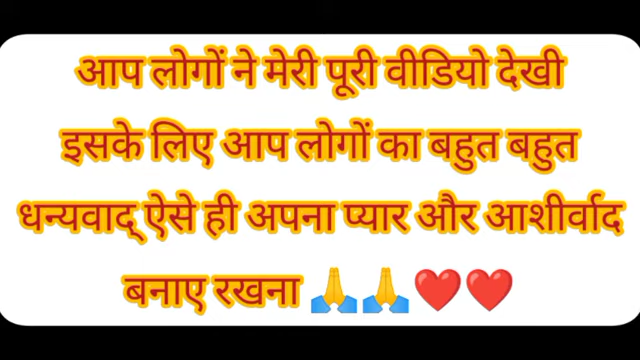 आप लोगों ने मेरी पूरी वीडियो देखी
इसके लिए आप लोगों का बहुत बहुत
धन्यवाद् ऐसे ही अपना प्यार और आशीर्वाद
बनाए रखना 🙏🙏❤️❤️